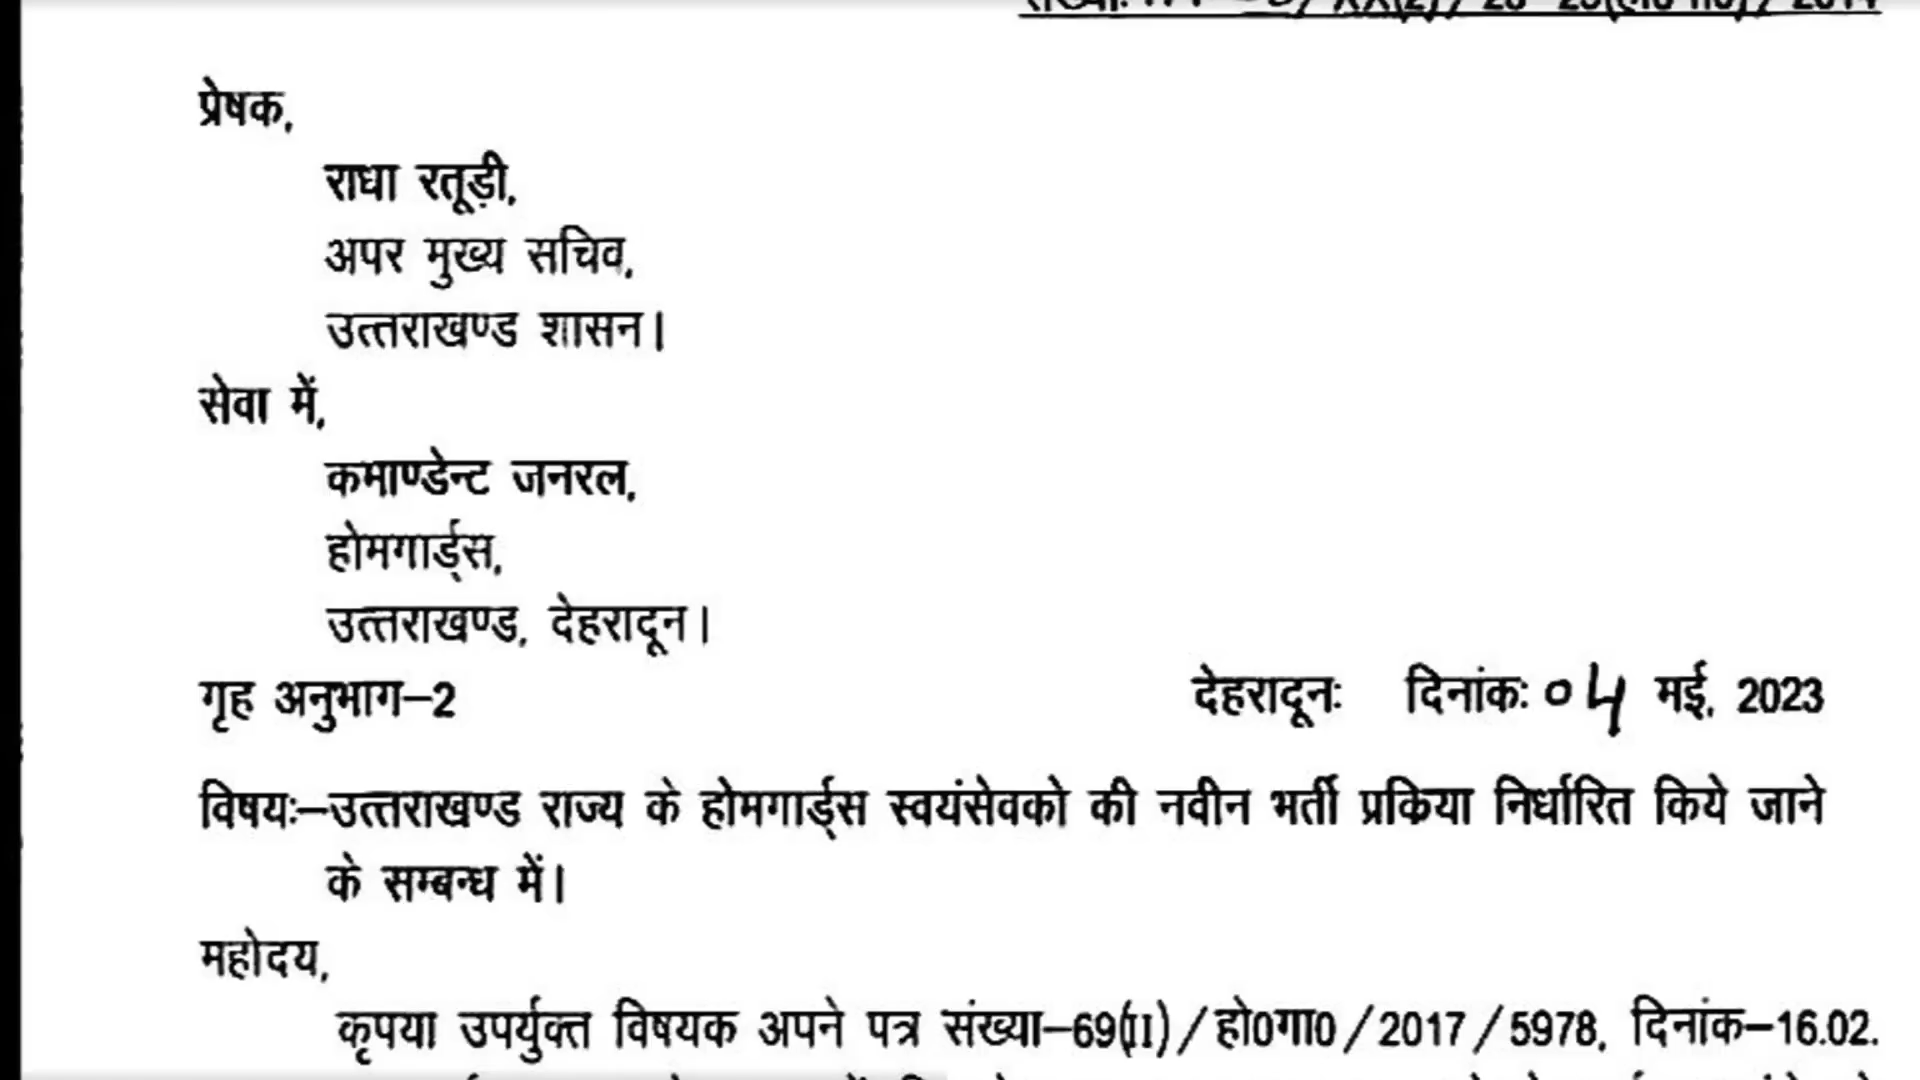 प्रेषक,
राधा रतूड़ी,
अपर मुख्य सचिव,
उत्तराखण्ड शासन।
सेवा में,
कमाण्डेन्ट जनरल,
होमगार्ड्स,
उत्तराखण्ड, देहरादून।
गृह अनुभाग–2 देहरादूनः दिनांकः 04 मई, 2023
विषयः–उत्तराखण्ड राज्य के होमगार्ड्स स्वयंसेवको की नवीन भर्ती प्रकिया निर्धारित किये जाने
के सम्बन्ध में।
महोदय,
कृपया उपर्युक्त विषयक अपने पत्र संख्या–69(II)/हो0गा0/2017/5978, दिनांक–16.02.